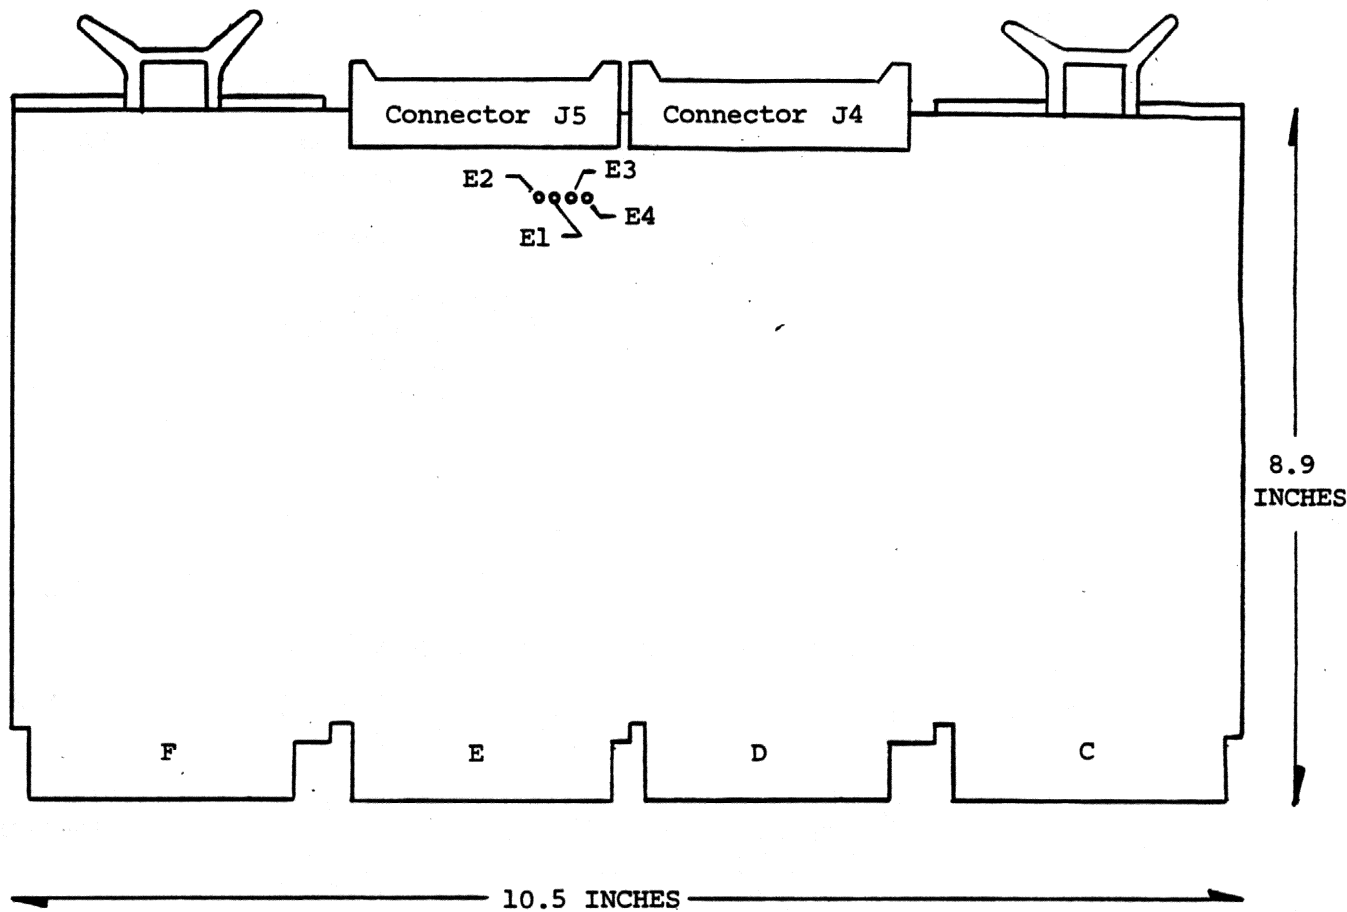 Connector J5
Connector J4
E2
E3
E4
E1
8.9
INCHES
F
E
D
C
10.5 INCHES